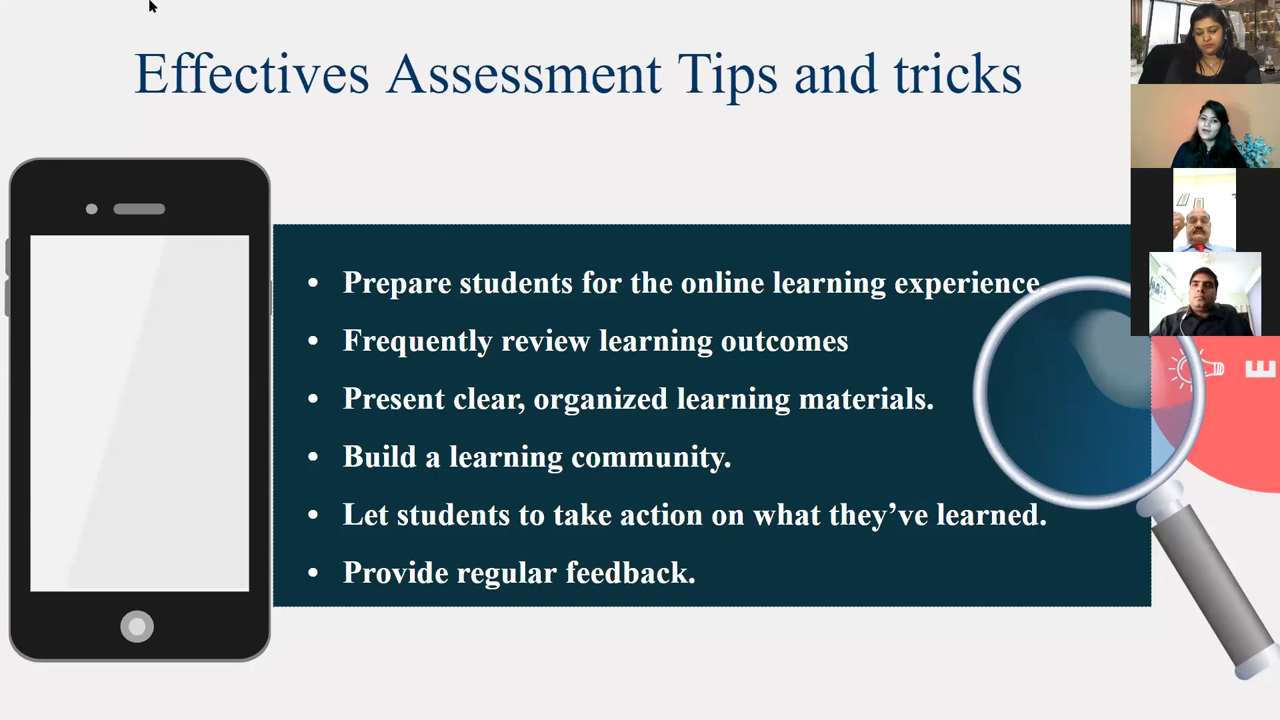 Effectives Assessment Tips and tricks
• Prepare students for the online learning experience
• Frequently review learning outcomes
• Present clear, organized learning materials.
• Build a learning community.
• Let students to take action on what they’ve learned.
• Provide regular feedback.
E